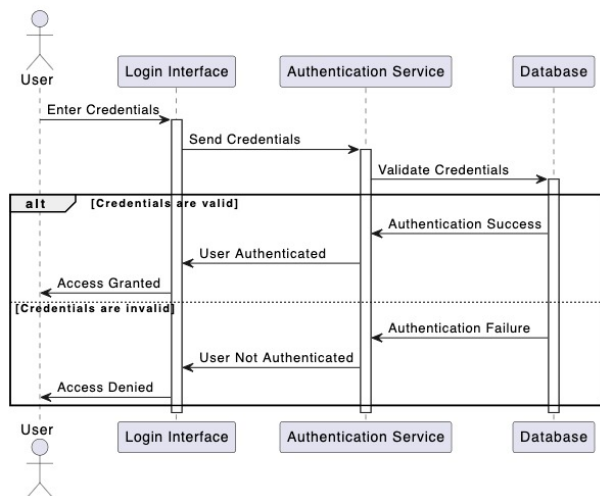 User
Login Interface
Authentication Service
Database
Enter Credentials
Send Credentials
Validate Credentials
alt
[Credentials are valid]
Authentication Success
User Authenticated
Access Granted
[Credentials are invalid]
Authentication Failure
User Not Authenticated
Access Denied
User
Login Interface
Authentication Service
Database